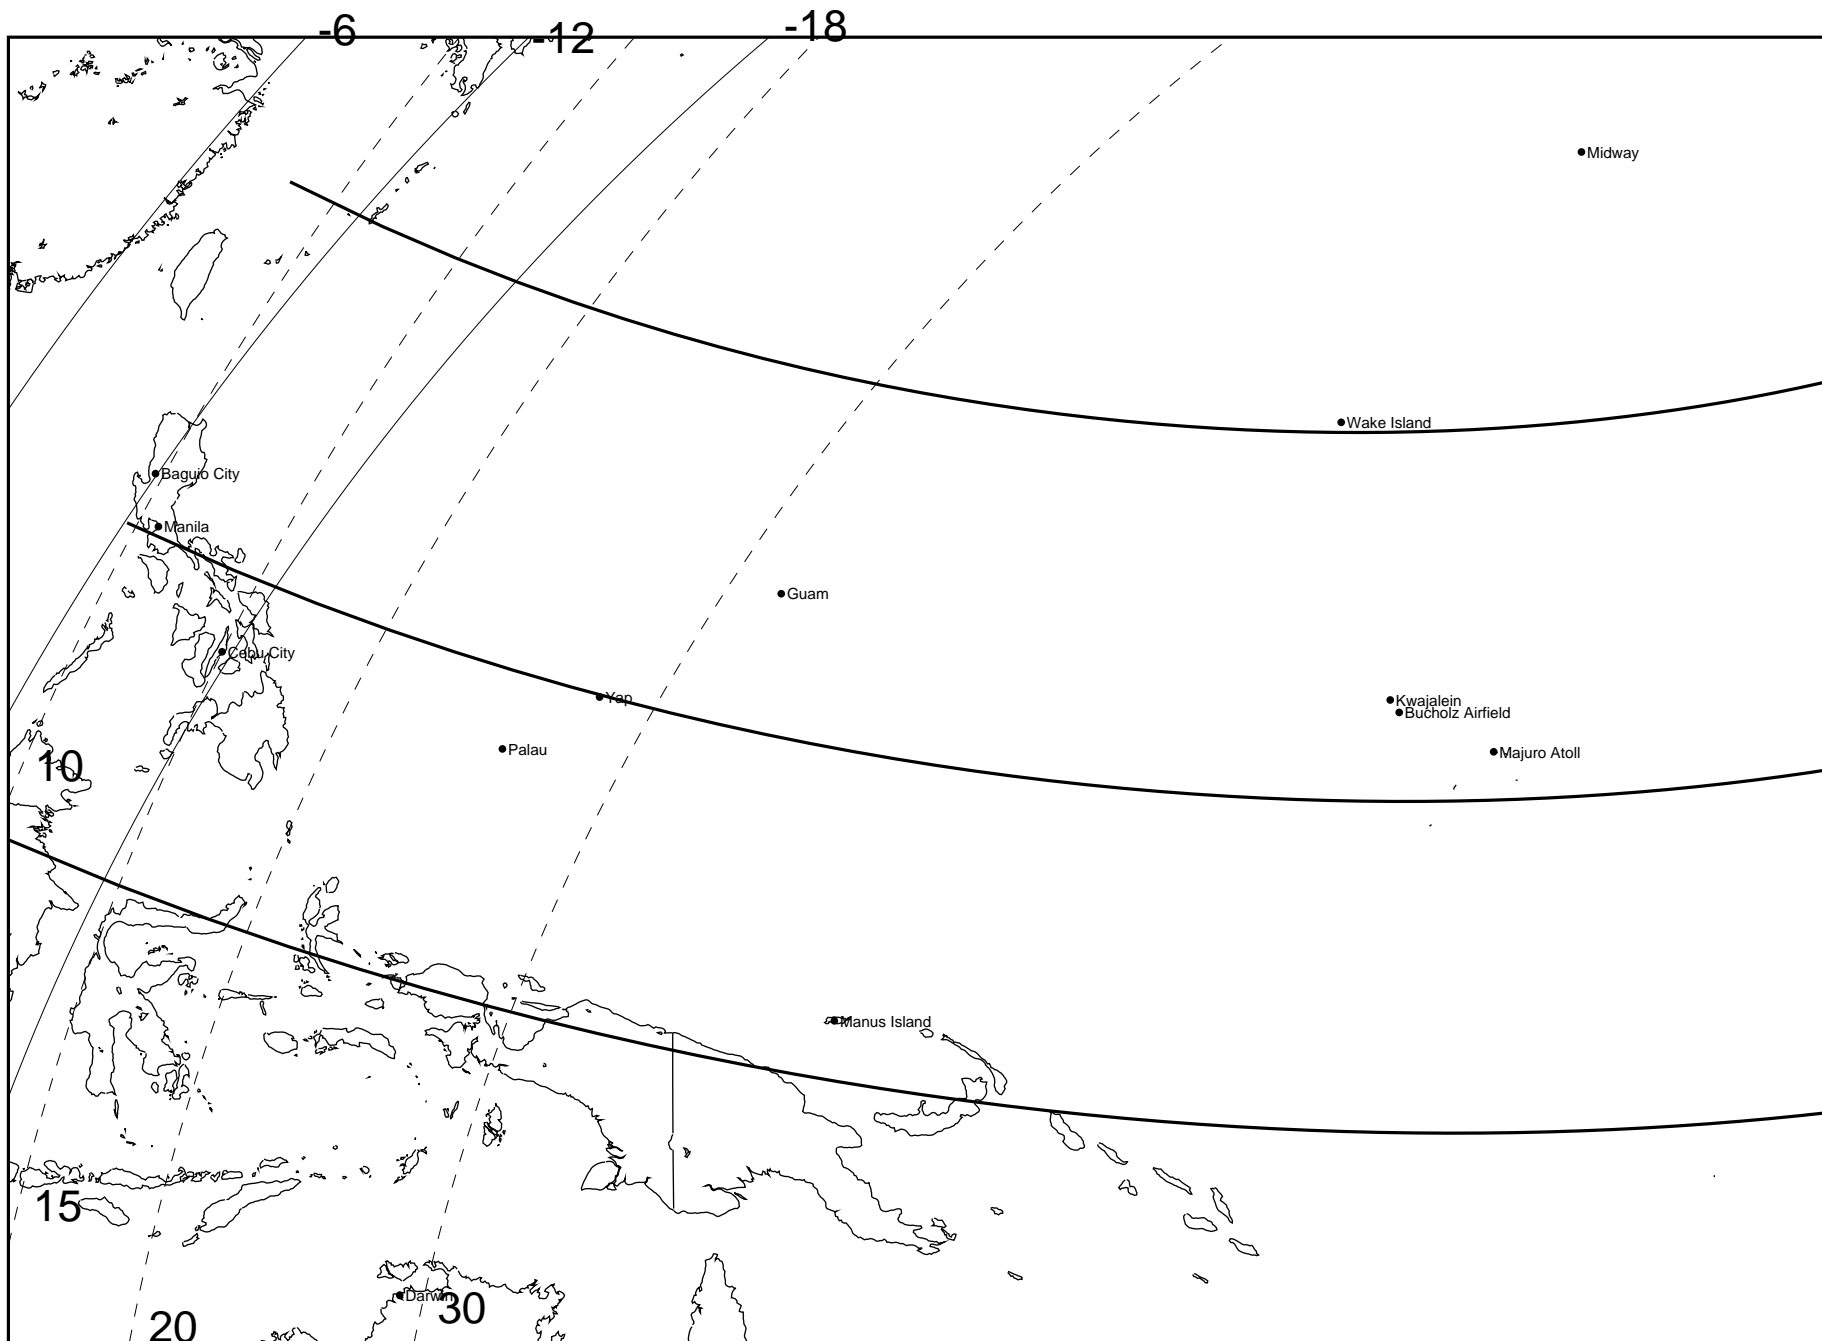 -6
-12
-18
Midway
Wake Island
Baguio City
Manila
Guam
Cebu City
Yap
Kwajalein
Bucholz Airfield
Palau
Majuro Atoll
10
Manus Island
15
Darwin
30
20